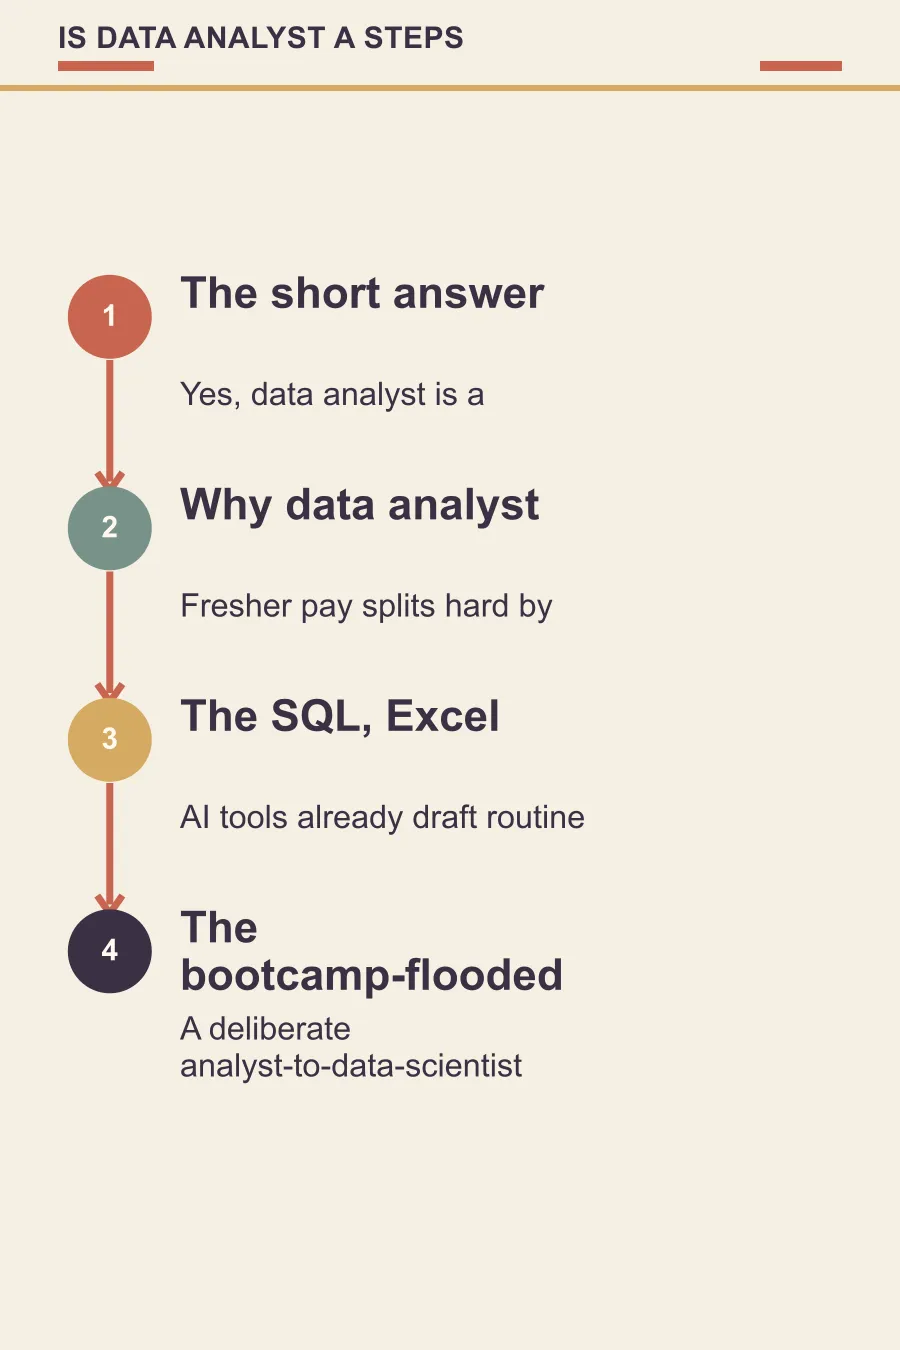 IS DATA ANALYST A STEPS
1
The short answer
Yes, data analyst is a
2
Why data analyst
Fresher pay splits hard by
3
The SQL, Excel
AI tools already draft routine
4
The
bootcamp-flooded
A deliberate
analyst-to-data-scientist